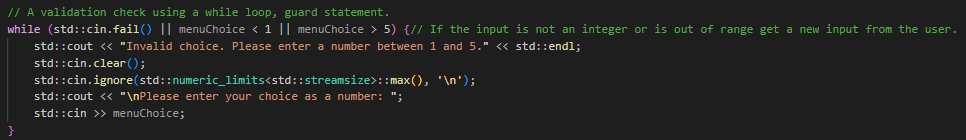 // A validation check using a while loop, guard statement.
while (std::cin.fail() || menuChoice < 1 || menuChoice > 5) {// If the input is not an integer or is out of range get a new input from the user.
    std::cout << "Invalid choice. Please enter a number between 1 and 5." << std::endl;
    std::cin.clear();
    std::cin.ignore(std::numeric_limits<std::streamsize>::max(), '\n');
    std::cout << "\nPlease enter your choice as a number: ";
    std::cin >> menuChoice;
}